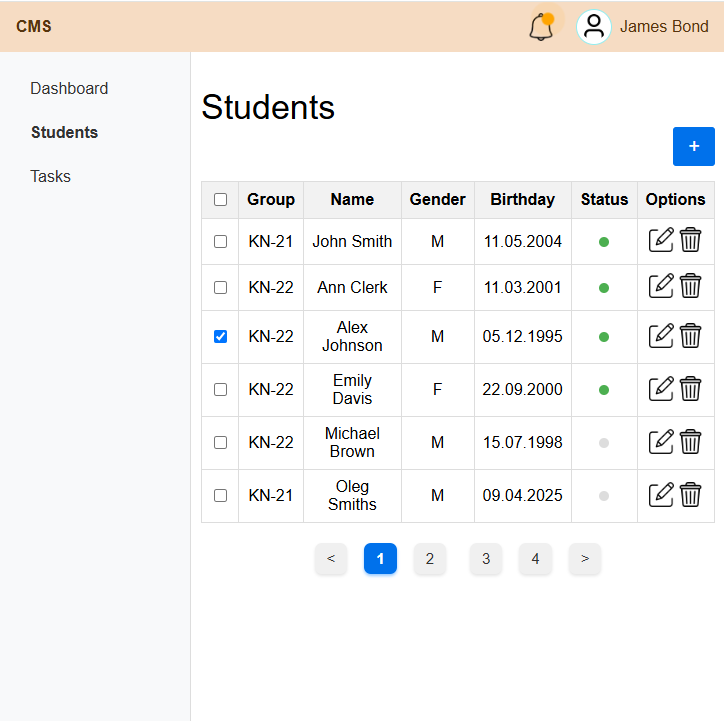 CMS James Bond
Dashboard
Students
Tasks
Students
+
Group Name Gender Birthday Status Options
KN-21 John Smith M 11.05.2004
KN-22 Ann Clerk F 11.03.2001
KN-22 Alex Johnson M 05.12.1995
KN-22 Emily Davis F 22.09.2000
KN-22 Michael Brown M 15.07.1998
KN-21 Oleg Smiths M 09.04.2025
< 1 2 3 4 >